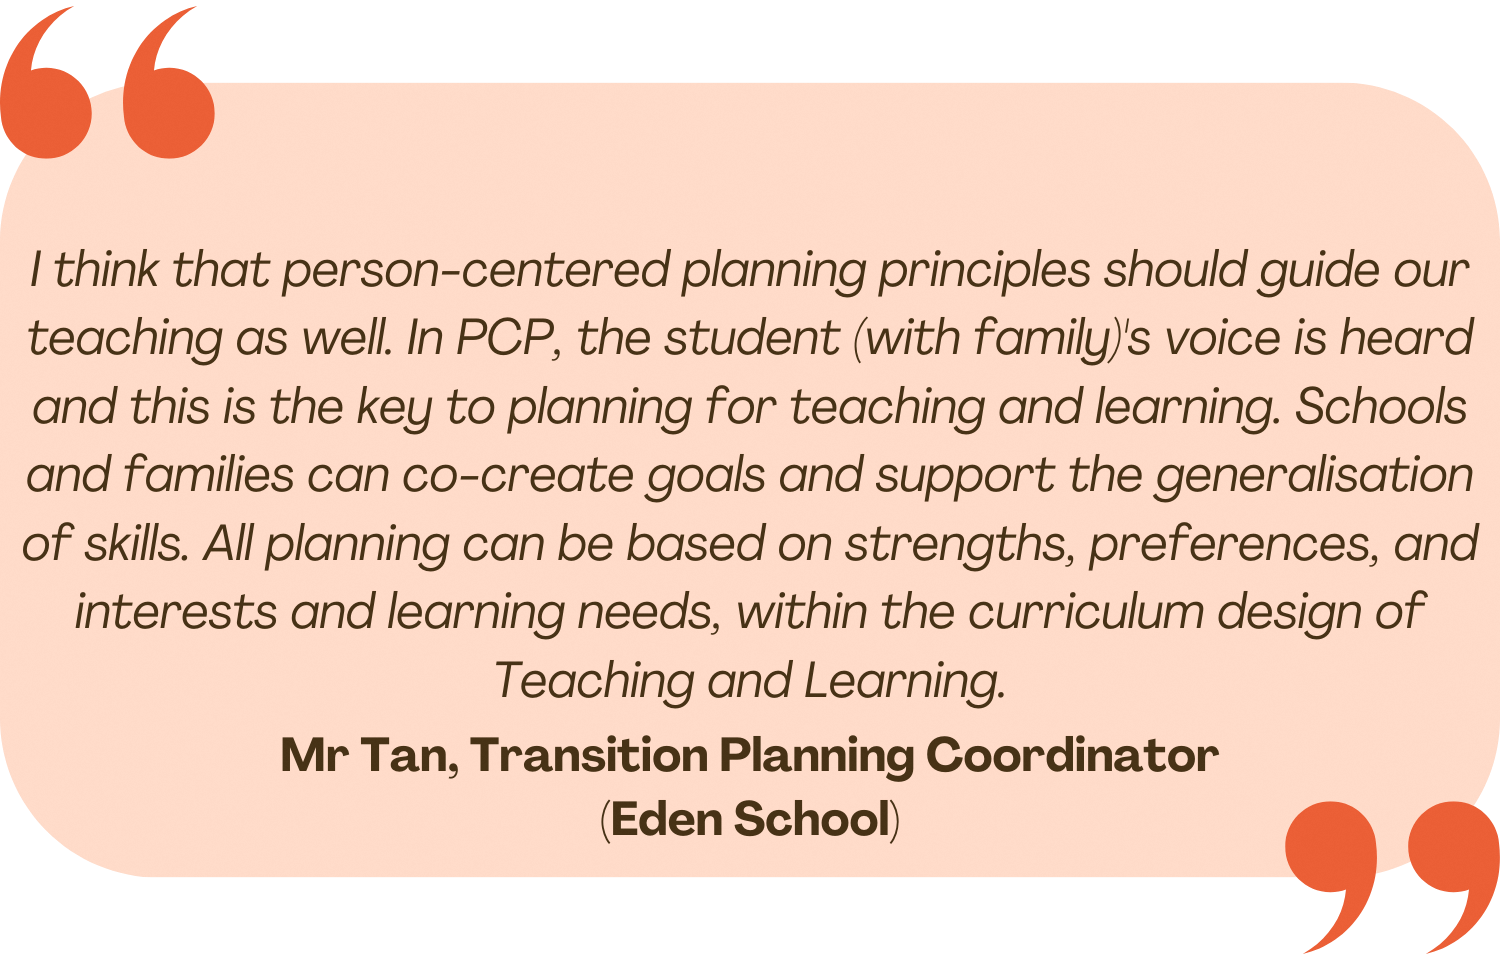 I think that person-centered planning principles should guide our
teaching as well. In PCP, the student (with family)'s voice is heard
and this is the key to planning for teaching and learning. Schools
and families can co-create goals and support the generalisation
of skills. All planning can be based on strengths, preferences, and
interests and learning needs, within the curriculum design of
Teaching and Learning.
Mr Tan, Transition Planning Coordinator
(Eden School)